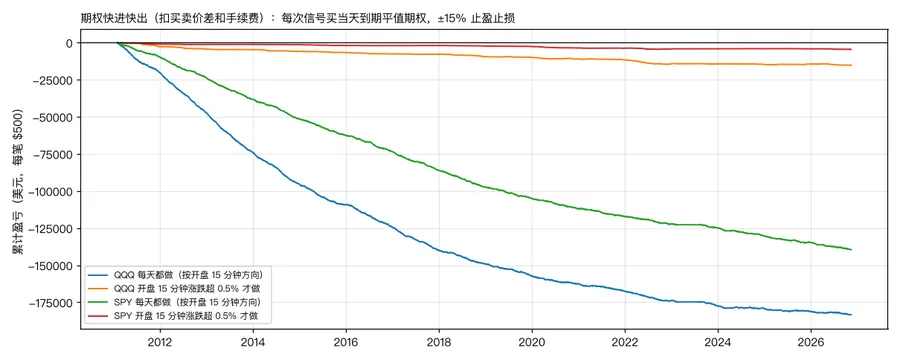 期权快进快出（扣买卖价差和手续费）：每次信号买当天到期平值期权，±15% 止盈止损
累计盈亏（美元，每笔 $500）
0
−25000
−50000
−75000
−100000
−125000
−150000
−175000
QQQ 每天都做（按开盘 15 分钟方向）
QQQ 开盘 15 分钟涨跌超 0.5% 才做
SPY 每天都做（按开盘 15 分钟方向）
SPY 开盘 15 分钟涨跌超 0.5% 才做
2012 2014 2016 2018 2020 2022 2024 2026